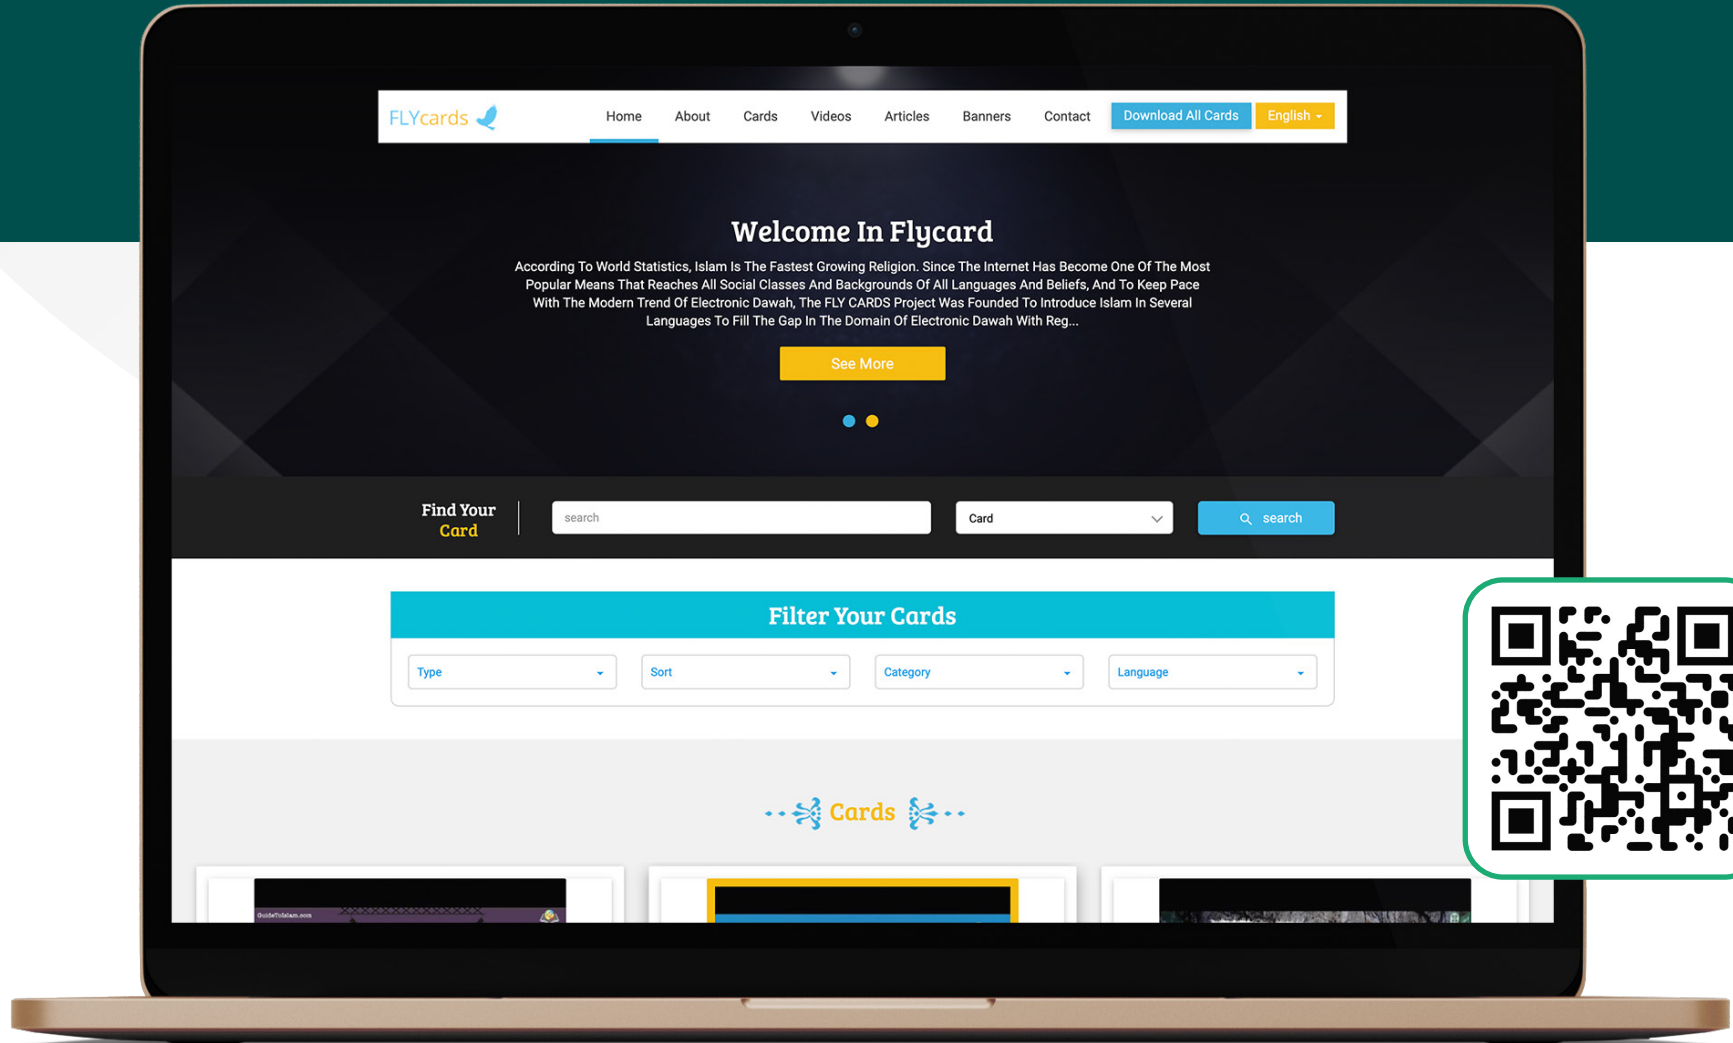 FLYcards
Home About Cards Videos Articles Banners Contact Download All Cards English
Welcome In Flycard
According To World Statistics, Islam Is The Fastest Growing Religion. Since The Internet Has Become One Of The Most
Popular Means That Reaches All Social Classes And Backgrounds Of All Languages And Beliefs, And To Keep Pace
With The Modern Trend Of Electronic Dawah, The FLY CARDS Project Was Founded To Introduce Islam In Several
Languages To Fill The Gap In The Domain Of Electronic Dawah With Reg...
See More
Find Your
Card
search
Card
search
Filter Your Cards
Type Sort Category Language
Cards
GuideToIslam.com